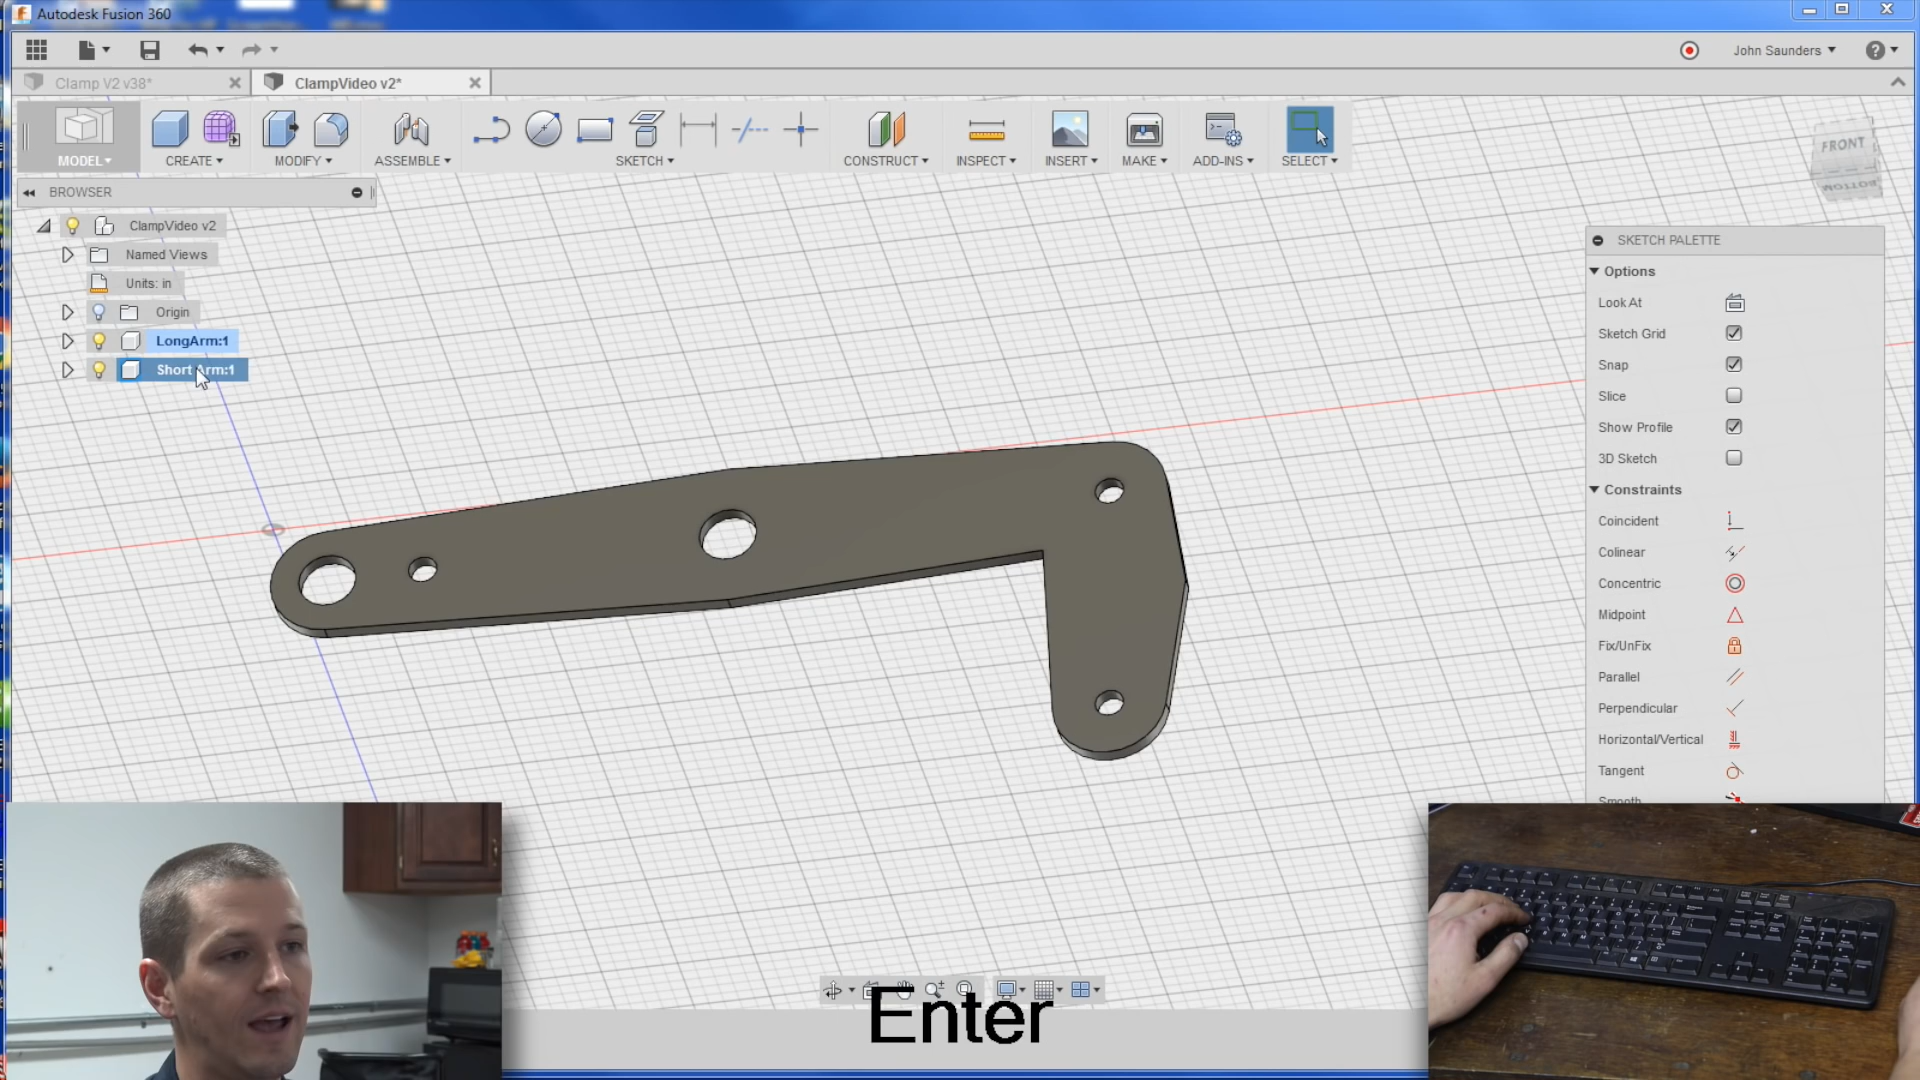 Autodesk Fusion 360
John Saunders
Clamp V2 v38*
ClampVideo v2*
MODEL
CREATE
MODIFY
ASSEMBLE
SKETCH
CONSTRUCT
INSPECT
INSERT
MAKE
ADD-INS
SELECT
FRONT
BOTTOM
BROWSER
ClampVideo v2
Named Views
Units: in
Origin
LongArm:1
Short Arm:1
SKETCH PALETTE
Options
Look At
Sketch Grid
Snap
Slice
Show Profile
3D Sketch
Constraints
Coincident
Colinear
Concentric
Midpoint
Fix/UnFix
Parallel
Perpendicular
Horizontal/Vertical
Tangent
Smooth
Enter